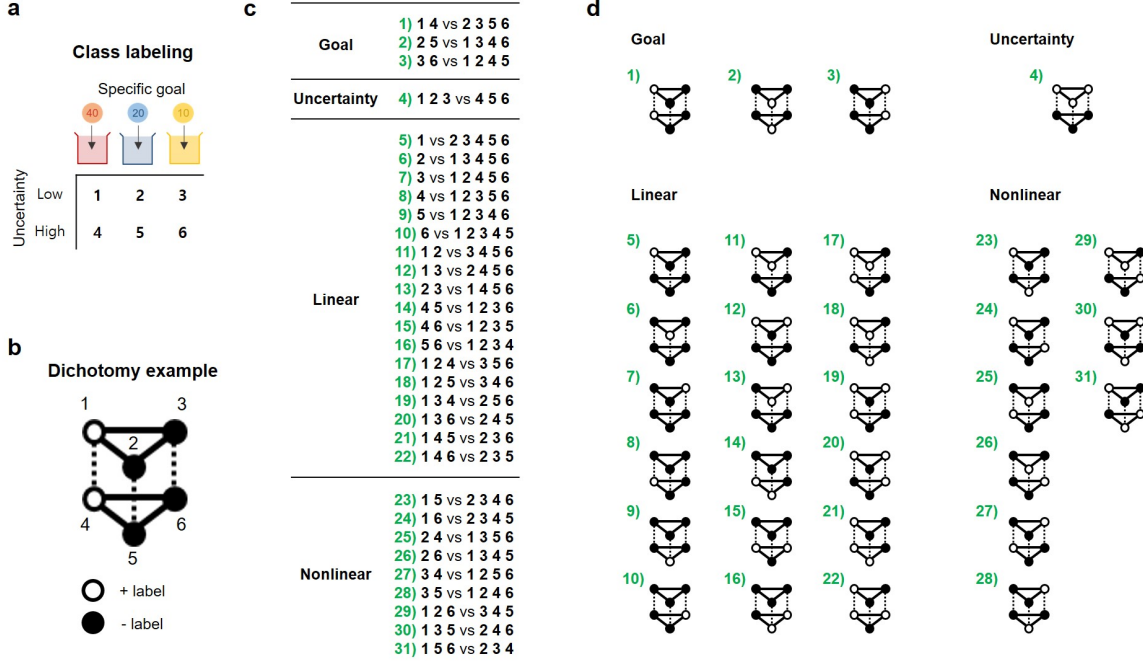 a
Class labeling
Specific goal
40 20 10
Uncertainty
Low 1 2 3
High 4 5 6
b
Dichotomy example
1 3
2
4 6
5
+ label
- label
c
Goal
1) 1 4 vs 2 3 5 6
2) 2 5 vs 1 3 4 6
3) 3 6 vs 1 2 4 5
Uncertainty
4) 1 2 3 vs 4 5 6
Linear
5) 1 vs 2 3 4 5 6
6) 2 vs 1 3 4 5 6
7) 3 vs 1 2 4 5 6
8) 4 vs 1 2 3 5 6
9) 5 vs 1 2 3 4 6
10) 6 vs 1 2 3 4 5
11) 1 2 vs 3 4 5 6
12) 1 3 vs 2 4 5 6
13) 2 3 vs 1 4 5 6
14) 4 5 vs 1 2 3 6
15) 4 6 vs 1 2 3 5
16) 5 6 vs 1 2 3 4
17) 1 2 4 vs 3 5 6
18) 1 2 5 vs 3 4 6
19) 1 3 4 vs 2 5 6
20) 1 3 6 vs 2 4 5
21) 1 4 5 vs 2 3 6
22) 1 4 6 vs 2 3 5
Nonlinear
23) 1 5 vs 2 3 4 6
24) 1 6 vs 2 3 4 5
25) 2 4 vs 1 3 5 6
26) 2 6 vs 1 3 4 5
27) 3 4 vs 1 2 5 6
28) 3 5 vs 1 2 4 6
29) 1 2 6 vs 3 4 5
30) 1 3 5 vs 2 4 6
31) 1 5 6 vs 2 3 4
d
Goal
1) 2) 3)
Uncertainty
4)
Linear
5) 11) 17)
6) 12) 18)
7) 13) 19)
8) 14) 20)
9) 15) 21)
10) 16) 22)
Nonlinear
23) 29)
24) 30)
25) 31)
26)
27)
28)